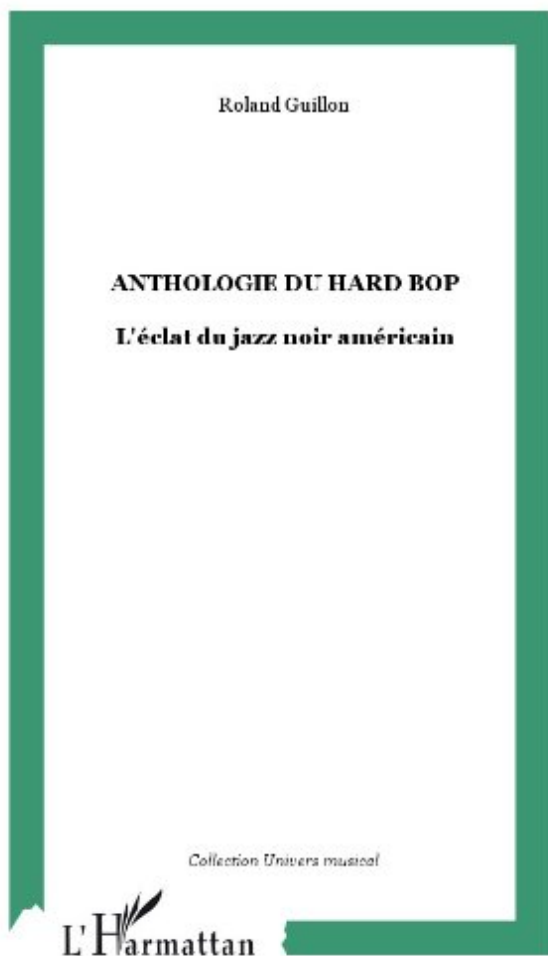 Roland Guillon
ANTHOLOGIE DU HARD BOP
L'éclat du jazz noir américain
Collection Univers musical
L'Harmattan